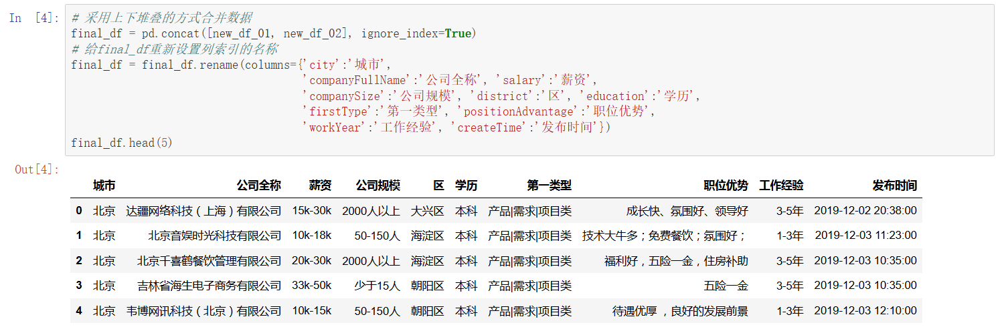 In [4]:
# 采用上下堆叠的方式合并数据
final_df = pd.concat([new_df_01, new_df_02], ignore_index=True)
# 给final_df重新设置列索引的名称
final_df = final_df.rename(columns={'city':'城市',
'companyFullName':'公司全称', 'salary':'薪资',
'companySize':'公司规模', 'district':'区', 'education':'学历',
'firstType':'第一类型', 'positionAdvantage':'职位优势',
'workYear':'工作经验', 'createTime':'发布时间'})
final_df.head(5)
Out[4]:
城市 公司全称 薪资 公司规模 区 学历 第一类型 职位优势 工作经验 发布时间
0 北京 达疆网络科技（上海）有限公司 15k-30k 2000人以上 大兴区 本科 产品|需求|项目类 成长快、氛围好、领导好 3-5年 2019-12-02 20:38:00
1 北京 北京音娱时光科技有限公司 10k-18k 50-150人 海淀区 本科 产品|需求|项目类 技术大牛多；免费餐饮；氛围好； 1-3年 2019-12-03 11:23:00
2 北京 北京千喜鹤餐饮管理有限公司 20k-30k 2000人以上 海淀区 本科 产品|需求|项目类 福利好，五险一金，住房补助 3-5年 2019-12-03 10:35:00
3 北京 吉林省海生电子商务有限公司 33k-50k 少于15人 朝阳区 本科 产品|需求|项目类 五险一金 3-5年 2019-12-03 10:35:00
4 北京 韦博网讯科技（北京）有限公司 10k-15k 50-150人 朝阳区 本科 产品|需求|项目类 待遇优厚 ，良好的发展前景 1-3年 2019-12-03 12:10:00